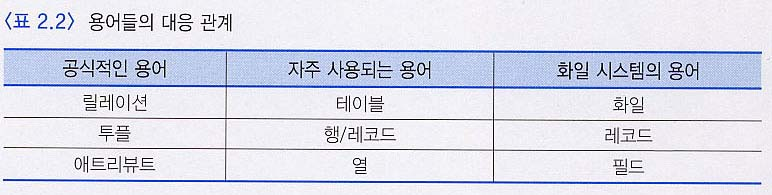 〈표 2.2〉 용어들의 대응 관계
공식적인 용어 자주 사용되는 용어 화일 시스템의 용어
릴레이션 테이블 화일
투플 행/레코드 레코드
애트리뷰트 열 필드